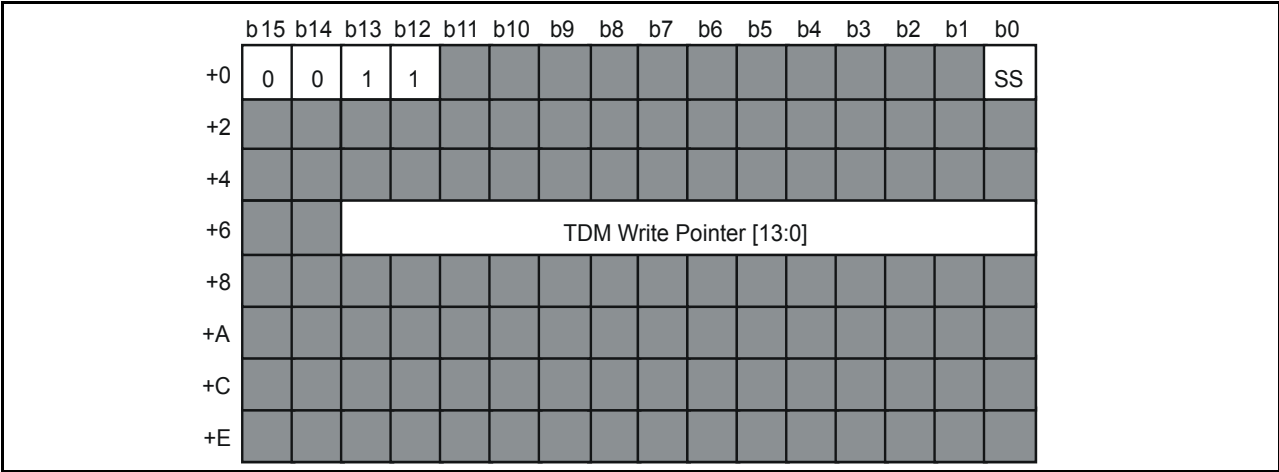 b15 b14 b13 b12 b11 b10 b9 b8 b7 b6 b5 b4 b3 b2 b1 b0
+0 0 0 1 1 SS
+2
+4
+6 TDM Write Pointer [13:0]
+8
+A
+C
+E